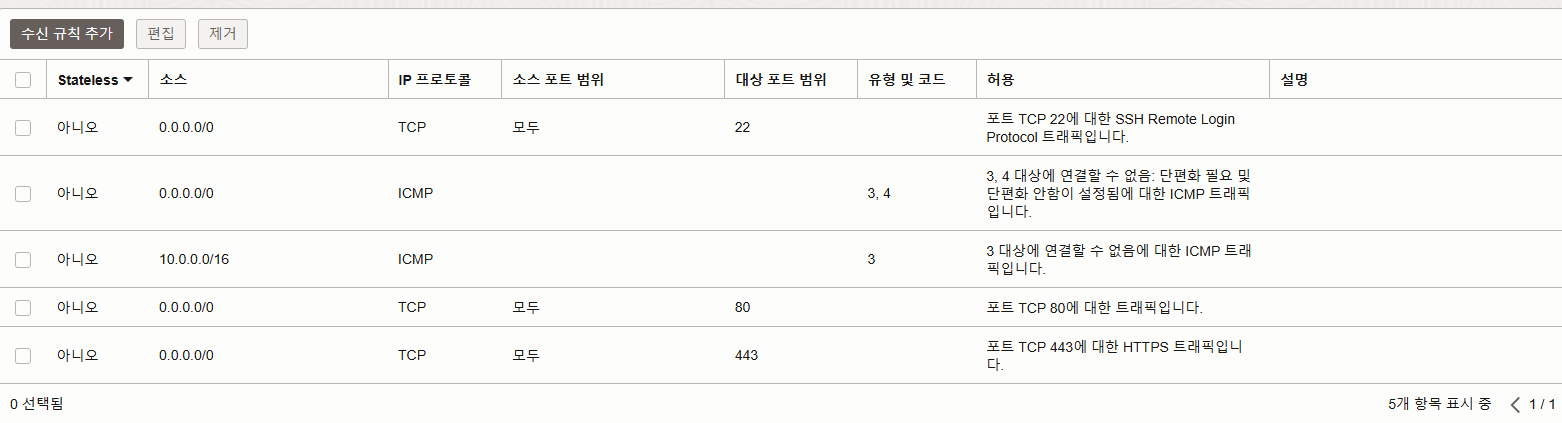 수신 규칙 추가 편집 제거
Stateless 소스 IP 프로토콜 소스 포트 범위 대상 포트 범위 유형 및 코드 허용 설명
아니오 0.0.0.0/0 TCP 모두 22 포트 TCP 22에 대한 SSH Remote Login
Protocol 트래픽입니다.
아니오 0.0.0.0/0 ICMP 3, 4 3, 4 대상에 연결할 수 없음: 단편화 필요 및
단편화 안함이 설정됨에 대한 ICMP 트래픽
입니다.
아니오 10.0.0.0/16 ICMP 3 3 대상에 연결할 수 없음에 대한 ICMP 트래
픽입니다.
아니오 0.0.0.0/0 TCP 모두 80 포트 TCP 80에 대한 트래픽입니다.
아니오 0.0.0.0/0 TCP 모두 443 포트 TCP 443에 대한 HTTPS 트래픽입니
다.
0 선택됨 5개 항목 표시 중 1 / 1